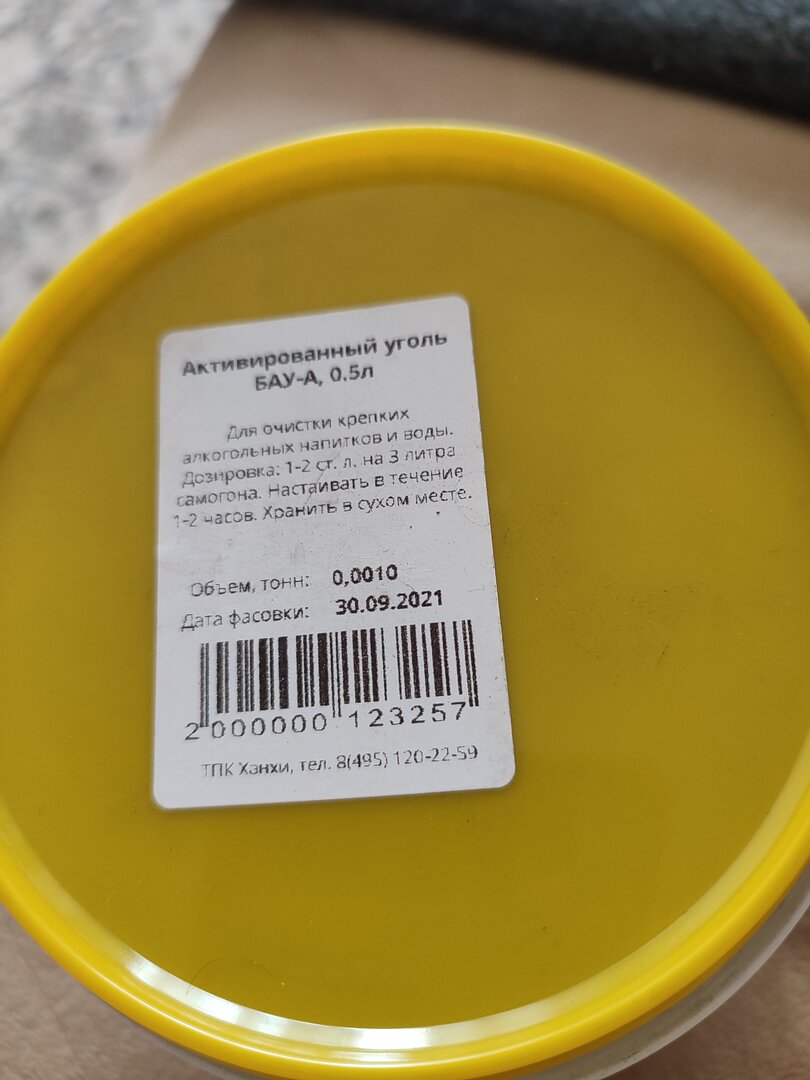 Активированный уголь
БАУ-А, 0.5л
Для очистки крепких
алкогольных напитков и воды.
Дозировка: 1-2 ст. л. на 3 литра
самогона. Настаивать в течение
1-2 часов. Хранить в сухом месте.
Объем, тонн: 0,0010
Дата фасовки: 30.09.2021
2 000000 123257
ТПК Хэнхи, тел. 8(495) 120-22-59